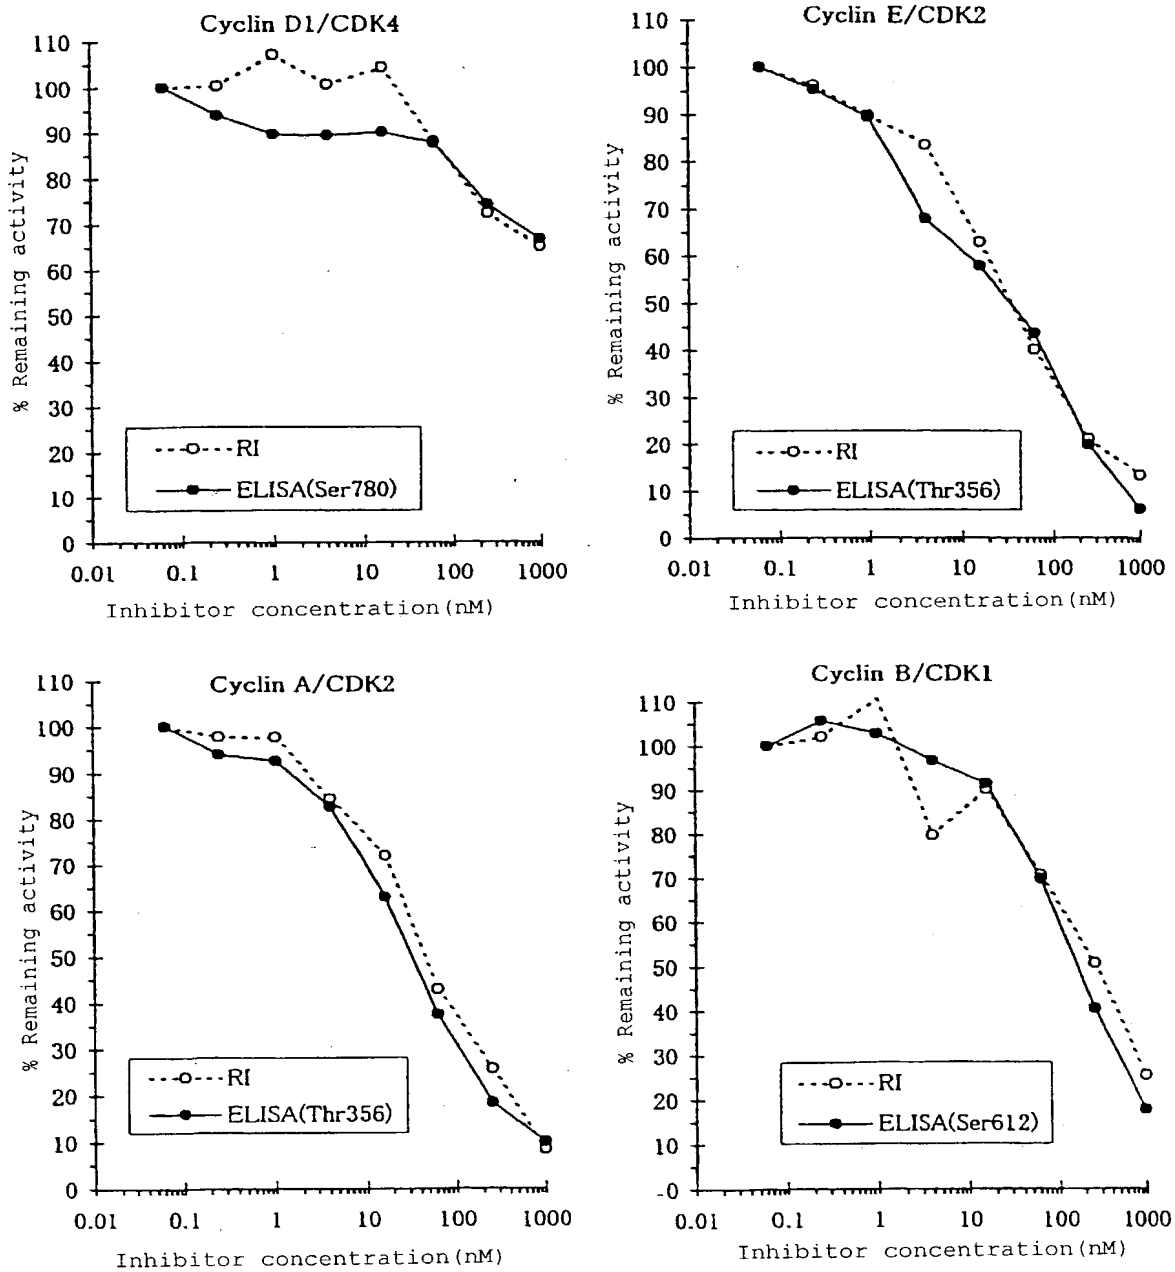 Cyclin D1/CDK4
110
100
90
80
70
60
50
40
30
20
10
0
% Remaining activity
RI
ELISA(Ser780)
0.01 0.1 1 10 100 1000
Inhibitor concentration(nM)
Cyclin E/CDK2
110
100
90
80
70
60
50
40
30
20
10
0
% Remaining activity
RI
ELISA(Thr356)
0.01 0.1 1 10 100 1000
Inhibitor concentration(nM)
Cyclin A/CDK2
110
100
90
80
70
60
50
40
30
20
10
0
% Remaining activity
RI
ELISA(Thr356)
0.01 0.1 1 10 100 1000
Inhibitor concentration(nM)
Cyclin B/CDK1
110
100
90
80
70
60
50
40
30
20
10
0
% Remaining activity
RI
ELISA(Ser612)
0.01 0.1 1 10 100 1000
Inhibitor concentration(nM)